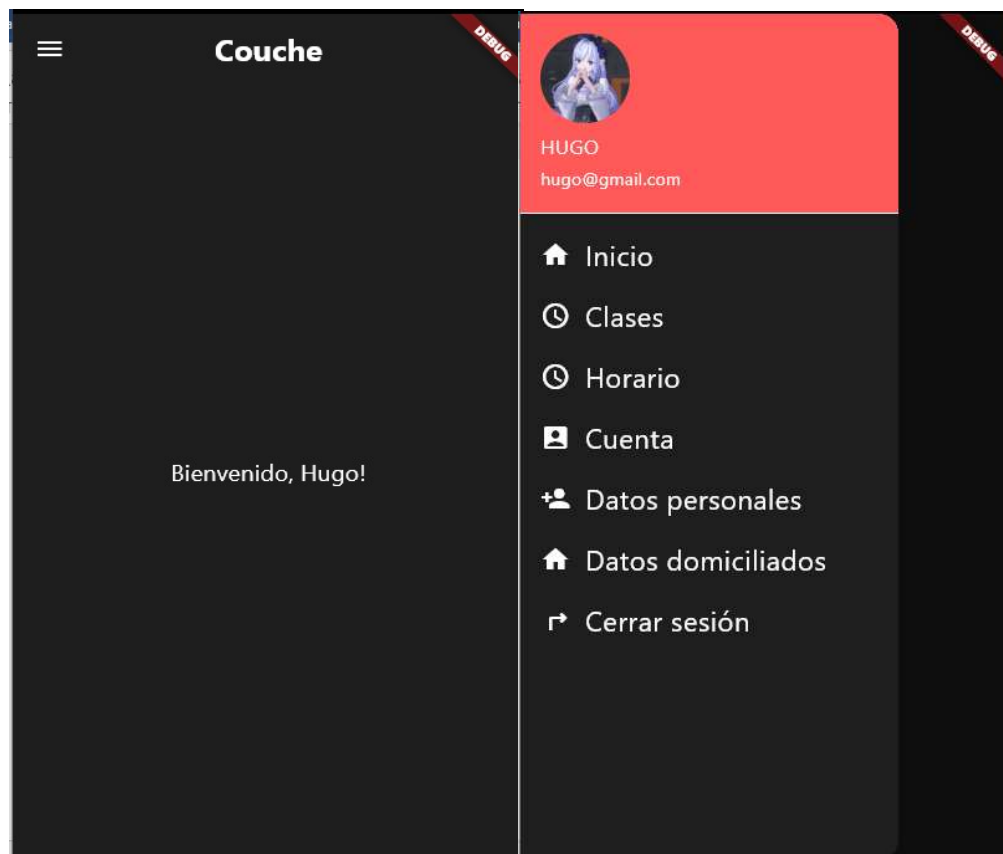 Couche
DEBUG
Bienvenido, Hugo!
DEBUG
HUGO
hugo@gmail.com
Inicio
Clases
Horario
Cuenta
Datos personales
Datos domiciliados
Cerrar sesión